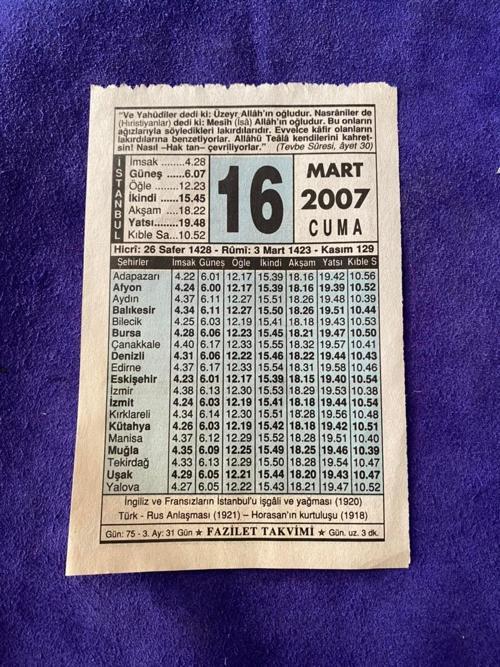 "Ve Yahûdiler dedi ki: Üzeyr Allâh'ın oğludur. Nasrânîler de
(Hıristiyanlar) dedi ki: Mesîh (Îsâ) Allâh'ın oğludur. Bu onların
ağızlarıyla söyledikleri lakırdılarıdır. Evvelce kâfir olanların
lakırdılarına benzetiyorlar. Allâhü Teâlâ kendilerini kahret-
sin! Nasıl –Hak tan– çevriliyorlar." (Tevbe Sûresi, âyet 30)
İSTANBUL
İmsak ........4.28
Güneş ......6.07
Öğle ......12.23
İkindi .....15.45
Akşam ....18.22
Yatsı.......19.48
Kıble Sa...10.52
16
MART
2007
CUMA
Hicrî: 26 Safer 1428 - Rûmî: 3 Mart 1423 - Kasım 129
Şehirler İmsak Güneş Öğle İkindi Akşam Yatsı Kıble S
Adapazarı 4.22 6.01 12.17 15.39 18.16 19.42 10.56
Afyon 4.24 6.00 12.17 15.39 18.16 19.39 10.52
Aydın 4.37 6.11 12.27 15.51 18.26 19.48 10.39
Balıkesir 4.34 6.11 12.27 15.50 18.26 19.51 10.44
Bilecik 4.25 6.03 12.19 15.41 18.18 19.43 10.53
Bursa 4.28 6.06 12.23 15.45 18.21 19.47 10.50
Çanakkale 4.40 6.17 12.33 15.55 18.32 19.57 10.41
Denizli 4.31 6.06 12.22 15.46 18.22 19.44 10.43
Edirne 4.37 6.17 12.33 15.54 18.31 19.58 10.46
Eskişehir 4.23 6.01 12.17 15.39 18.15 19.40 10.54
İzmir 4.38 6.13 12.30 15.53 18.29 19.53 10.38
İzmit 4.24 6.03 12.19 15.41 18.18 19.44 10.54
Kırklareli 4.34 6.14 12.30 15.51 18.28 19.56 10.48
Kütahya 4.26 6.03 12.19 15.42 18.18 19.42 10.51
Manisa 4.37 6.12 12.29 15.52 18.28 19.51 10.40
Muğla 4.35 6.09 12.25 15.49 18.25 19.46 10.39
Tekirdağ 4.33 6.13 12.29 15.50 18.28 19.54 10.47
Uşak 4.29 6.05 12.21 15.44 18.20 19.43 10.47
Yalova 4.27 6.05 12.22 15.43 18.21 19.47 10.52
İngiliz ve Fransızların İstanbul'u işgâli ve yağması (1920)
Türk - Rus Anlaşması (1921) – Horasan'ın kurtuluşu (1918)
Gün: 75 - 3. Ay: 31 Gün ★ FAZİLET TAKVİMİ ★ Gün. uz. 3 dk.